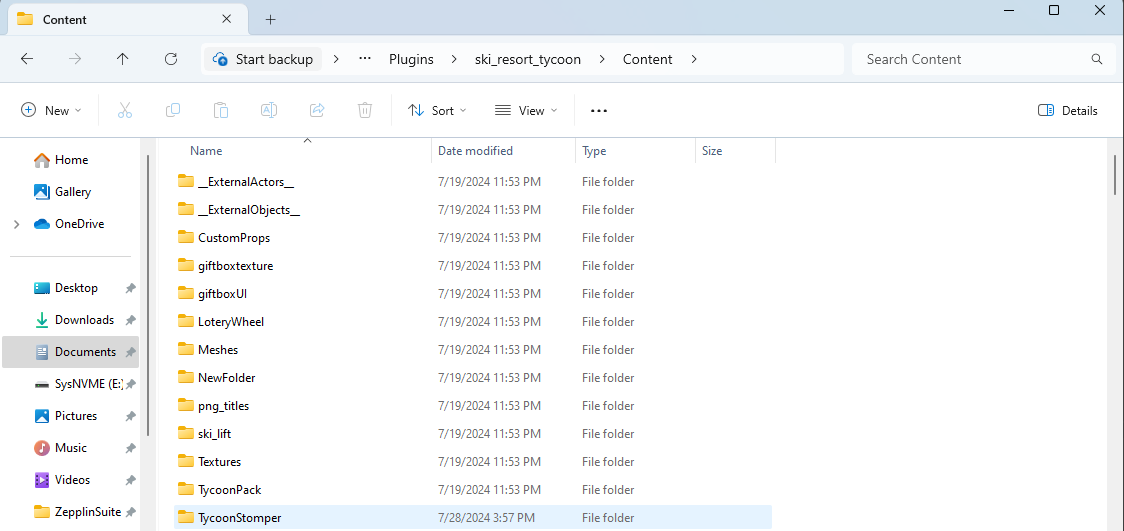 Content
Start backup > ... Plugins > ski_resort_tycoon > Content >
Search Content
New
Sort
View
...
Details
Name Date modified Type Size
Home
Gallery
OneDrive
Desktop
Downloads
Documents
SysNVME (E:)
Pictures
Music
Videos
ZepplinSuite
__ExternalActors__ 7/19/2024 11:53 PM File folder
__ExternalObjects__ 7/19/2024 11:53 PM File folder
CustomProps 7/19/2024 11:53 PM File folder
giftboxtexture 7/19/2024 11:53 PM File folder
giftboxUI 7/19/2024 11:53 PM File folder
LoteryWheel 7/19/2024 11:53 PM File folder
Meshes 7/19/2024 11:53 PM File folder
NewFolder 7/19/2024 11:53 PM File folder
png_titles 7/19/2024 11:53 PM File folder
ski_lift 7/19/2024 11:53 PM File folder
Textures 7/19/2024 11:53 PM File folder
TycoonPack 7/19/2024 11:53 PM File folder
TycoonStomper 7/28/2024 3:57 PM File folder